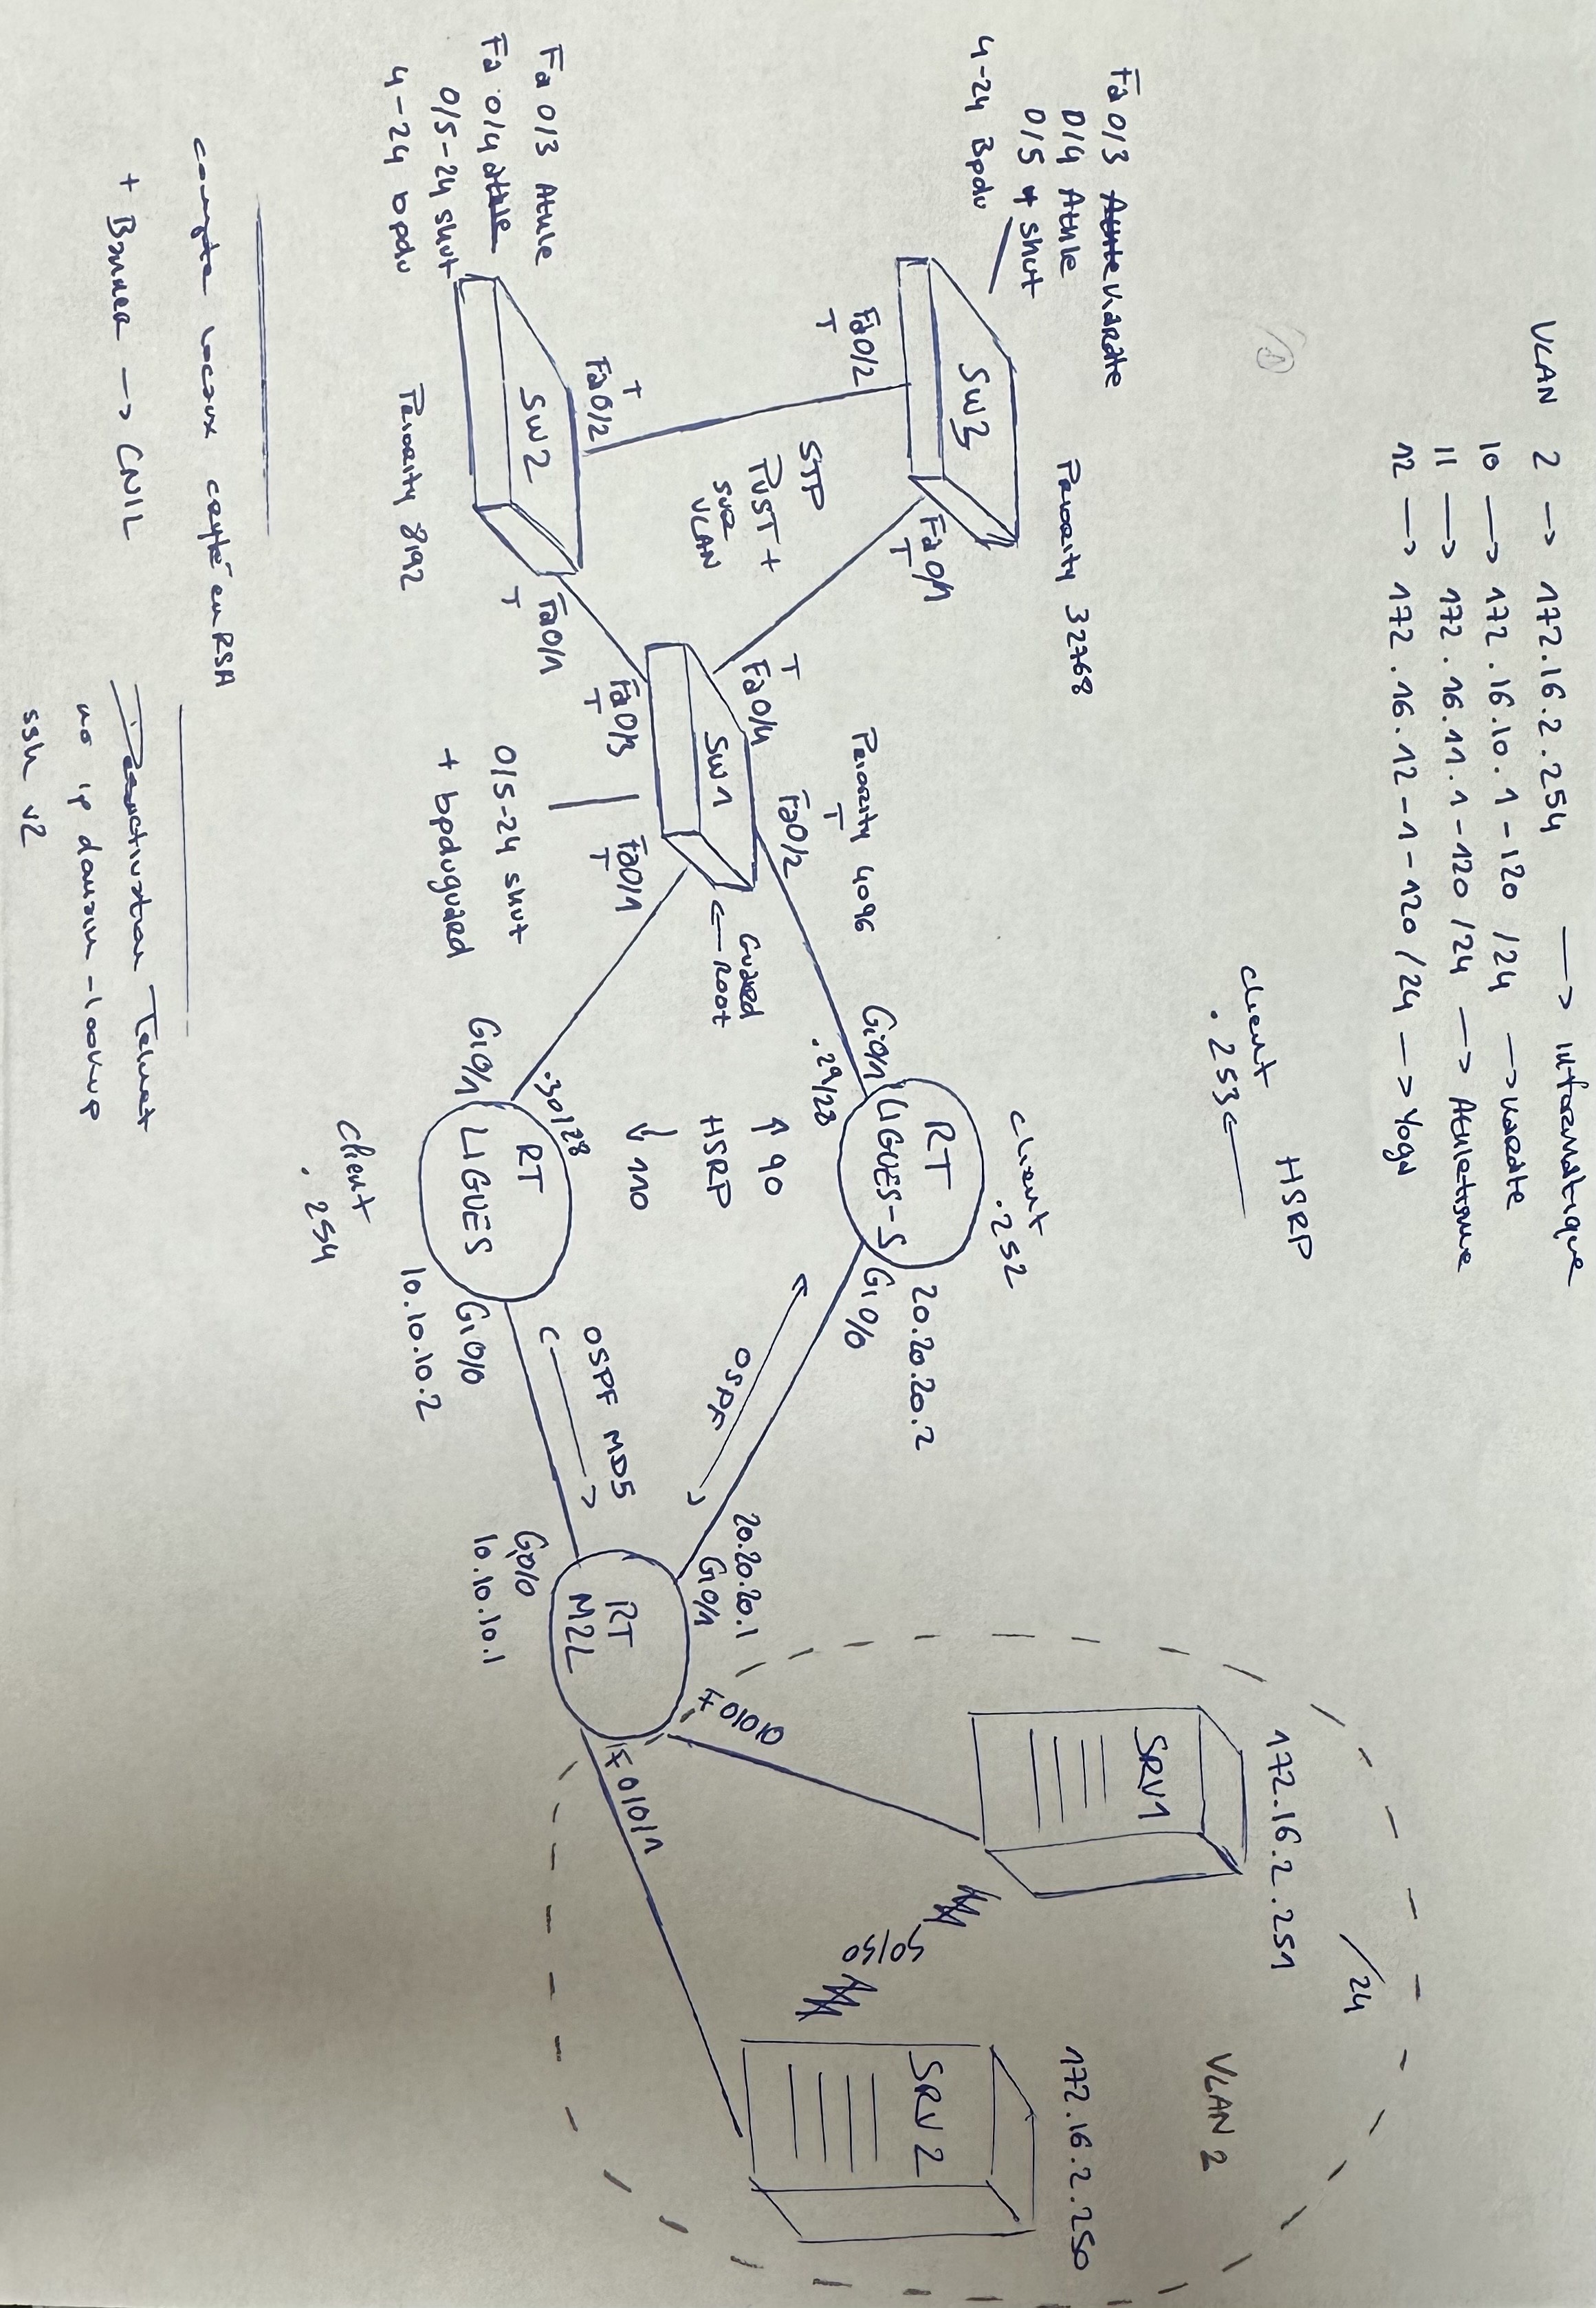 VLAN 2 -> 172.16.2.254 -> Informatique
10 -> 172.16.10.1-120 /24 -> Karate
11 -> 172.16.11.1-120 /24 -> Athletisme
12 -> 172.16.12-1-120 /24 -> Yoga
/24
HSRP
client
.253 <-
172.16.2.251
VLAN 2
SRV1
172.16.2.250
SRV2
50/50
Fa 0/3 Karate
0/4 Athle
0/5 shut
4-24 Bpdu
Priority 32768
SW3
Fa0/1
T
Fa0/2
T
STP
PVST+
sur
VLAN
client
.252
RT
LIGUES-S
20.20.20.2
Gi0/1
Gi0/0
.29/28
Priority 4096
T
Fa0/2
T
Fa0/4
SW1
Guard
<- Root
90
HSRP
110
OSPF
20.20.20.1
Gi0/1
F0/0/0
F0/0/1
RT
M2L
Fa0/3
T
Fa0/1
T
0/5-24 shut
+ bpduguard
OSPF MD5
.30/28
RT
LIGUES
Gi0/1
Gi0/0
10.10.10.2
Gi0/0
10.10.10.1
client
.254
T
Fa0/2
SW2
Fa0/1
T
Fa 0/3 Athle
Fa 0/4 Athle
0/5-24 shut
4-24 bpdu
Priority 8192
compte locaux crypté en RSA
+ Banner -> CNIL
Desactivation Telnet
no ip domain-lookup
ssh v2